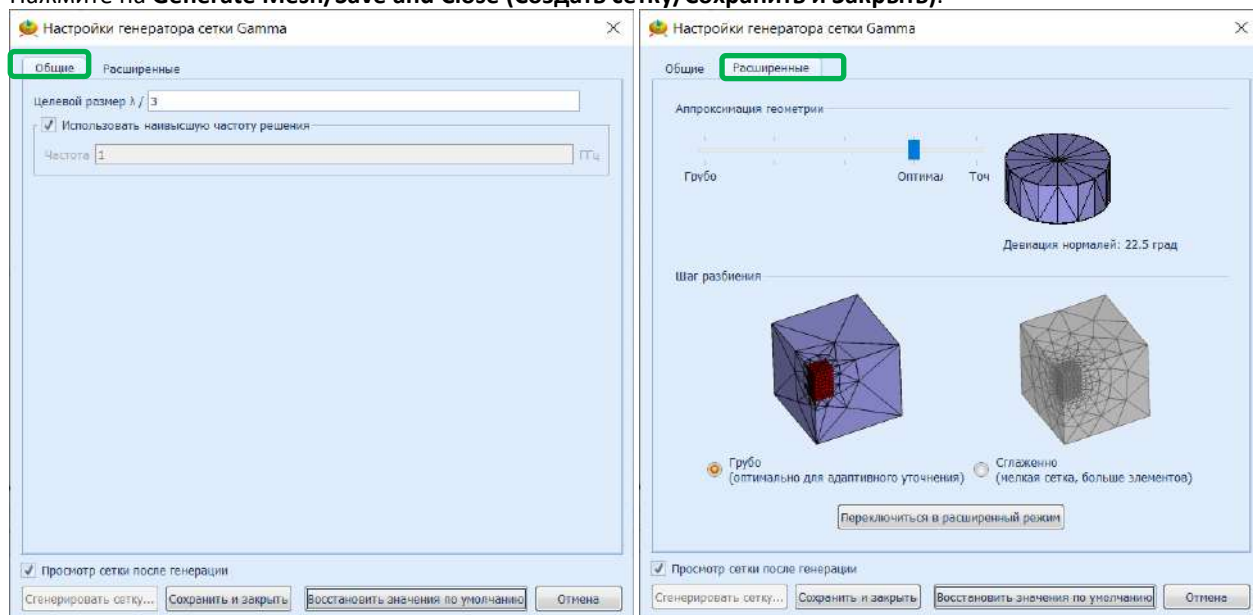 Нажмите на Generate Mesh/Save and Close (Создать сетку/Сохранить и Закрыть).
Настройки генератора сетки Gamma
Общие Расширенные
Целевой размер λ / 3
Использовать наивысшую частоту решения
Частота 1 ГГц
Просмотр сетки после генерации
Сгенерировать сетку... Сохранить и закрыть Восстановить значения по умолчанию Отмена
Настройки генератора сетки Gamma
Общие Расширенные
Аппроксимация геометрии
Грубо Оптимал Точ
Девиация нормалей: 22.5 град
Шаг разбиения
Грубо
(оптимально для адаптивного уточнения)
Сглаженно
(мелкая сетка, больше элементов)
Переключиться в расширенный режим
Просмотр сетки после генерации
Сгенерировать сетку... Сохранить и закрыть Восстановить значения по умолчанию Отмена